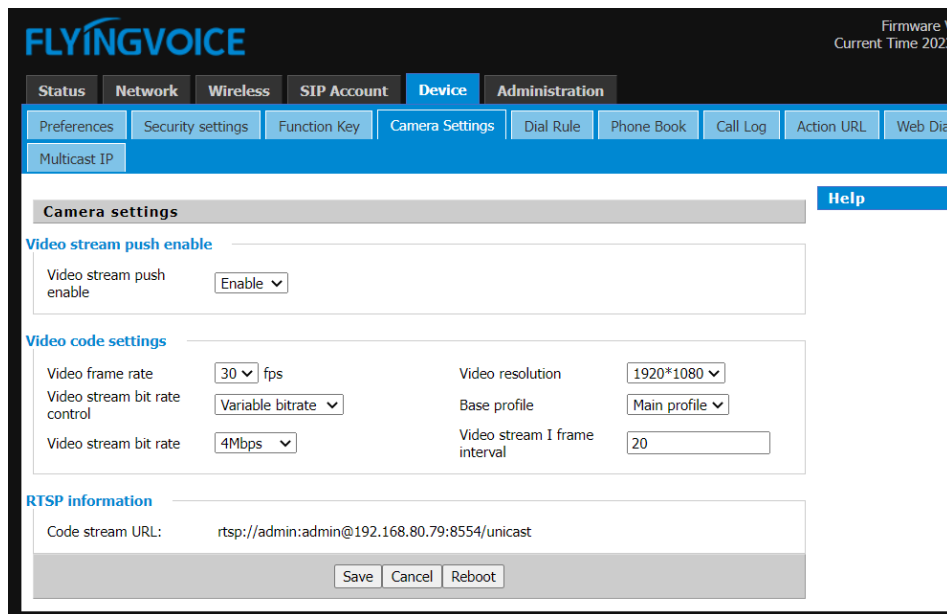 FLYINGVOICE
Firmware
Current Time 202
Status Network Wireless SIP Account Device Administration
Preferences Security settings Function Key Camera Settings Dial Rule Phone Book Call Log Action URL Web Dia
Multicast IP
Help
Camera settings
Video stream push enable
Video stream push
enable
Enable
Video code settings
Video frame rate 30 fps Video resolution 1920*1080
Video stream bit rate
control
Variable bitrate Base profile Main profile
Video stream bit rate 4Mbps
Video stream I frame
interval
20
RTSP information
Code stream URL: rtsp://admin:admin@192.168.80.79:8554/unicast
Save Cancel Reboot